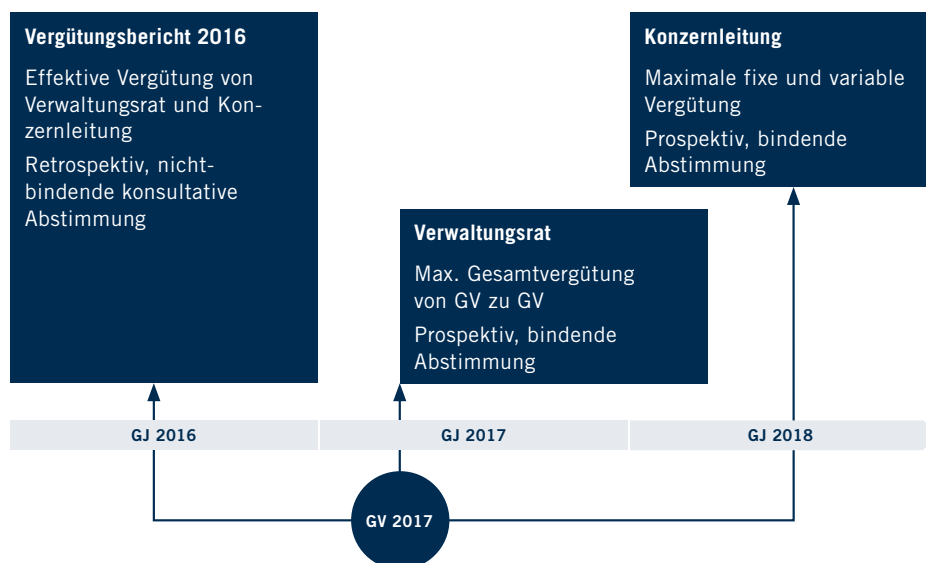 Vergütungsbericht 2016
Effektive Vergütung von
Verwaltungsrat und Kon-
zernleitung
Retrospektiv, nicht-
bindende konsultative
Abstimmung
Konzernleitung
Maximale fixe und variable
Vergütung
Prospektiv, bindende
Abstimmung
Verwaltungsrat
Max. Gesamtvergütung
von GV zu GV
Prospektiv, bindende
Abstimmung
GJ 2016
GJ 2017
GJ 2018
GV 2017